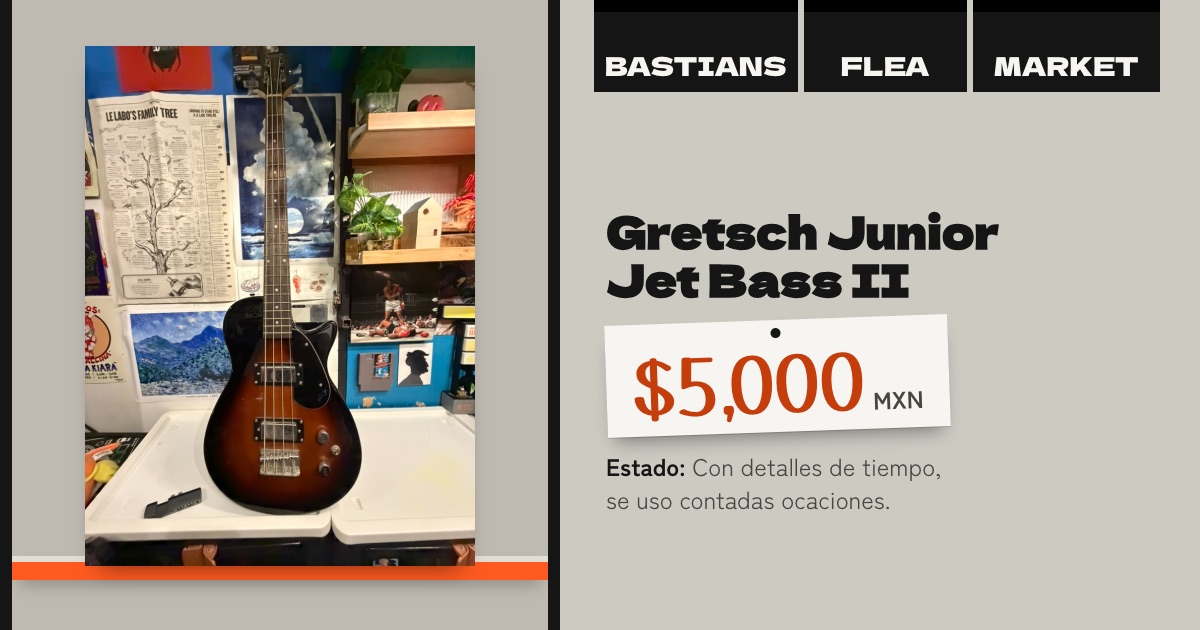 BASTIANS FLEA MARKET
LE LABO'S FAMILY TREE
Gretsch Junior
Jet Bass II
$5,000 MXN
Estado: Con detalles de tiempo,
se uso contadas ocaciones.